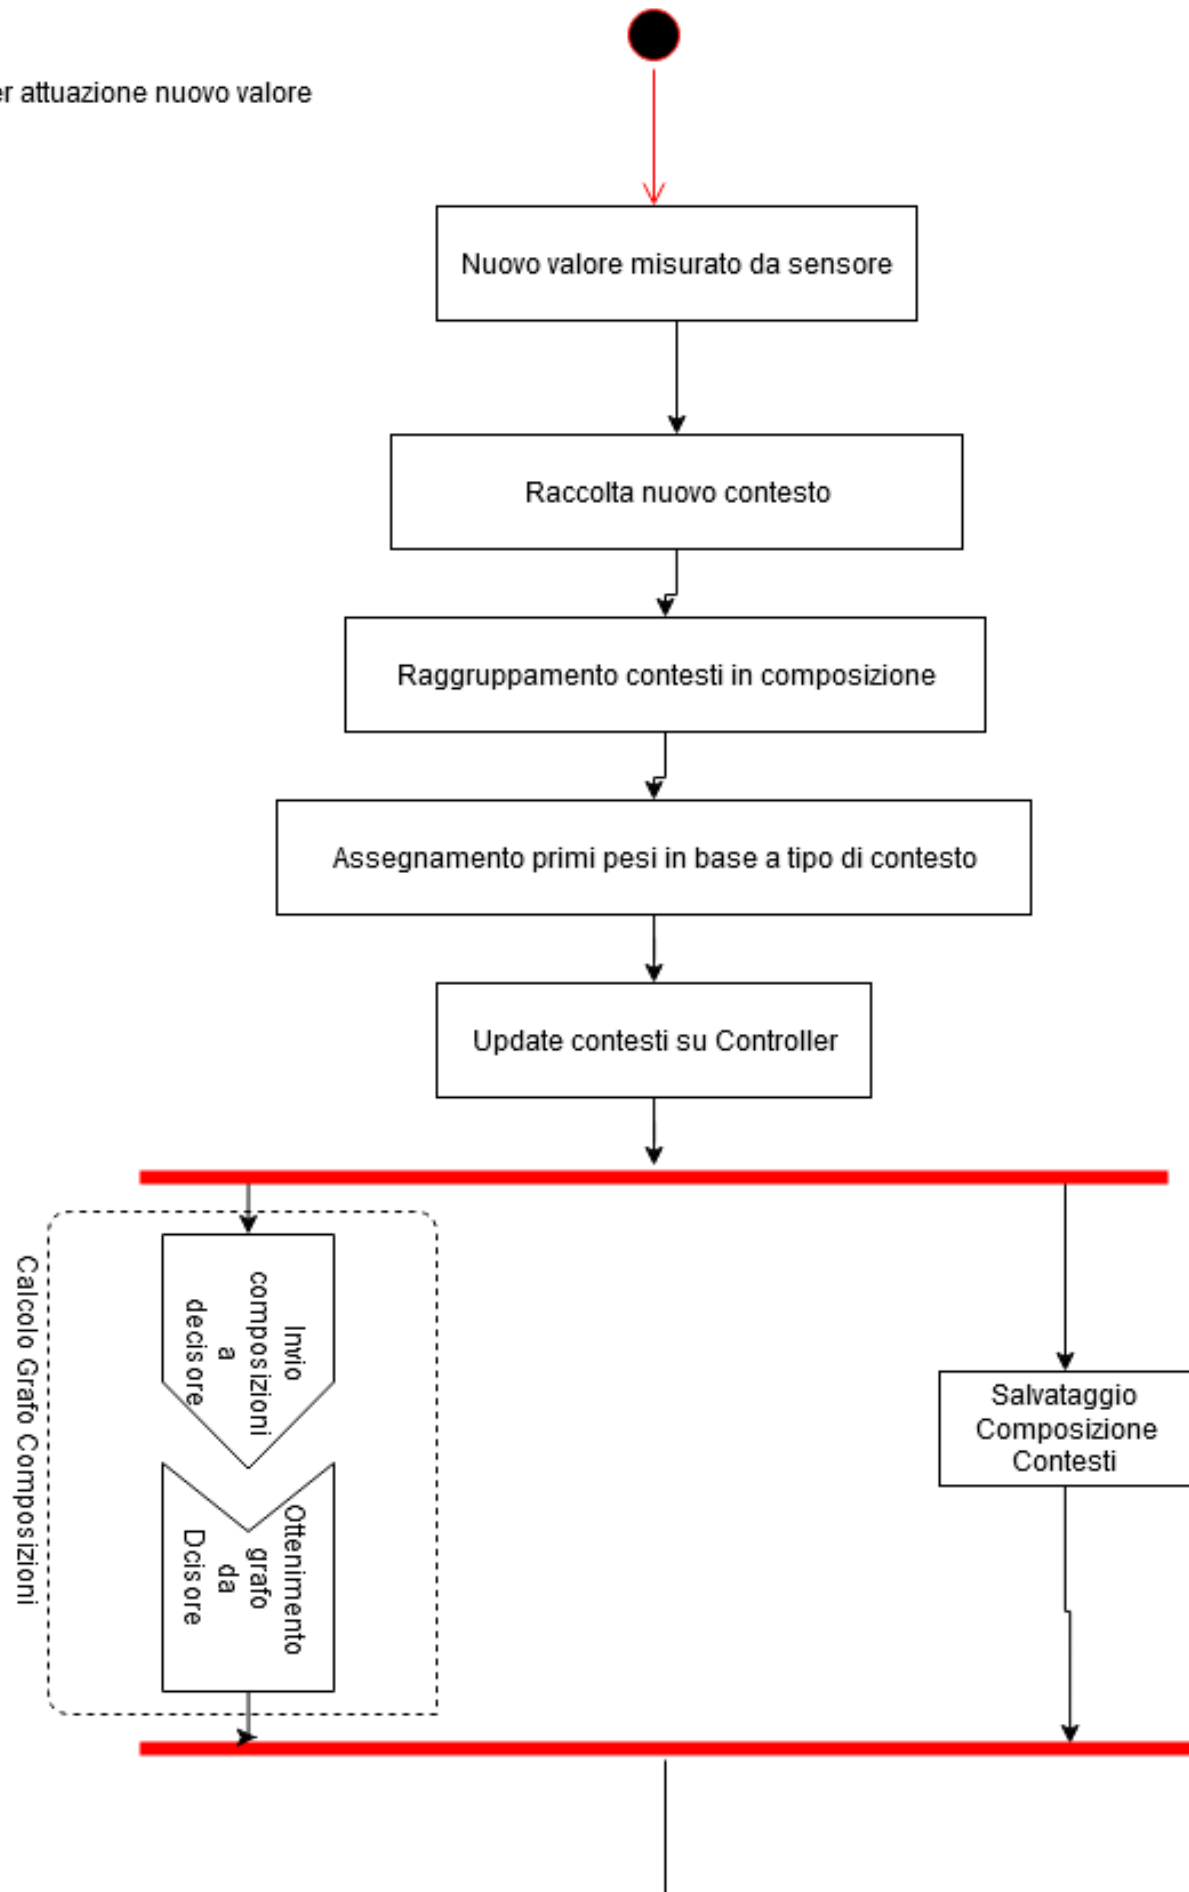 er attuazione nuovo valore
Nuovo valore misurato da sensore
Raccolta nuovo contesto
Raggruppamento contesti in composizione
Assegnamento primi pesi in base a tipo di contesto
Update contesti su Controller
Calcolo Grafo Composizioni
Invio
composizioni
a
decisore
Ottenimento
grafo
da
Dcisore
Salvataggio
Composizione
Contesti